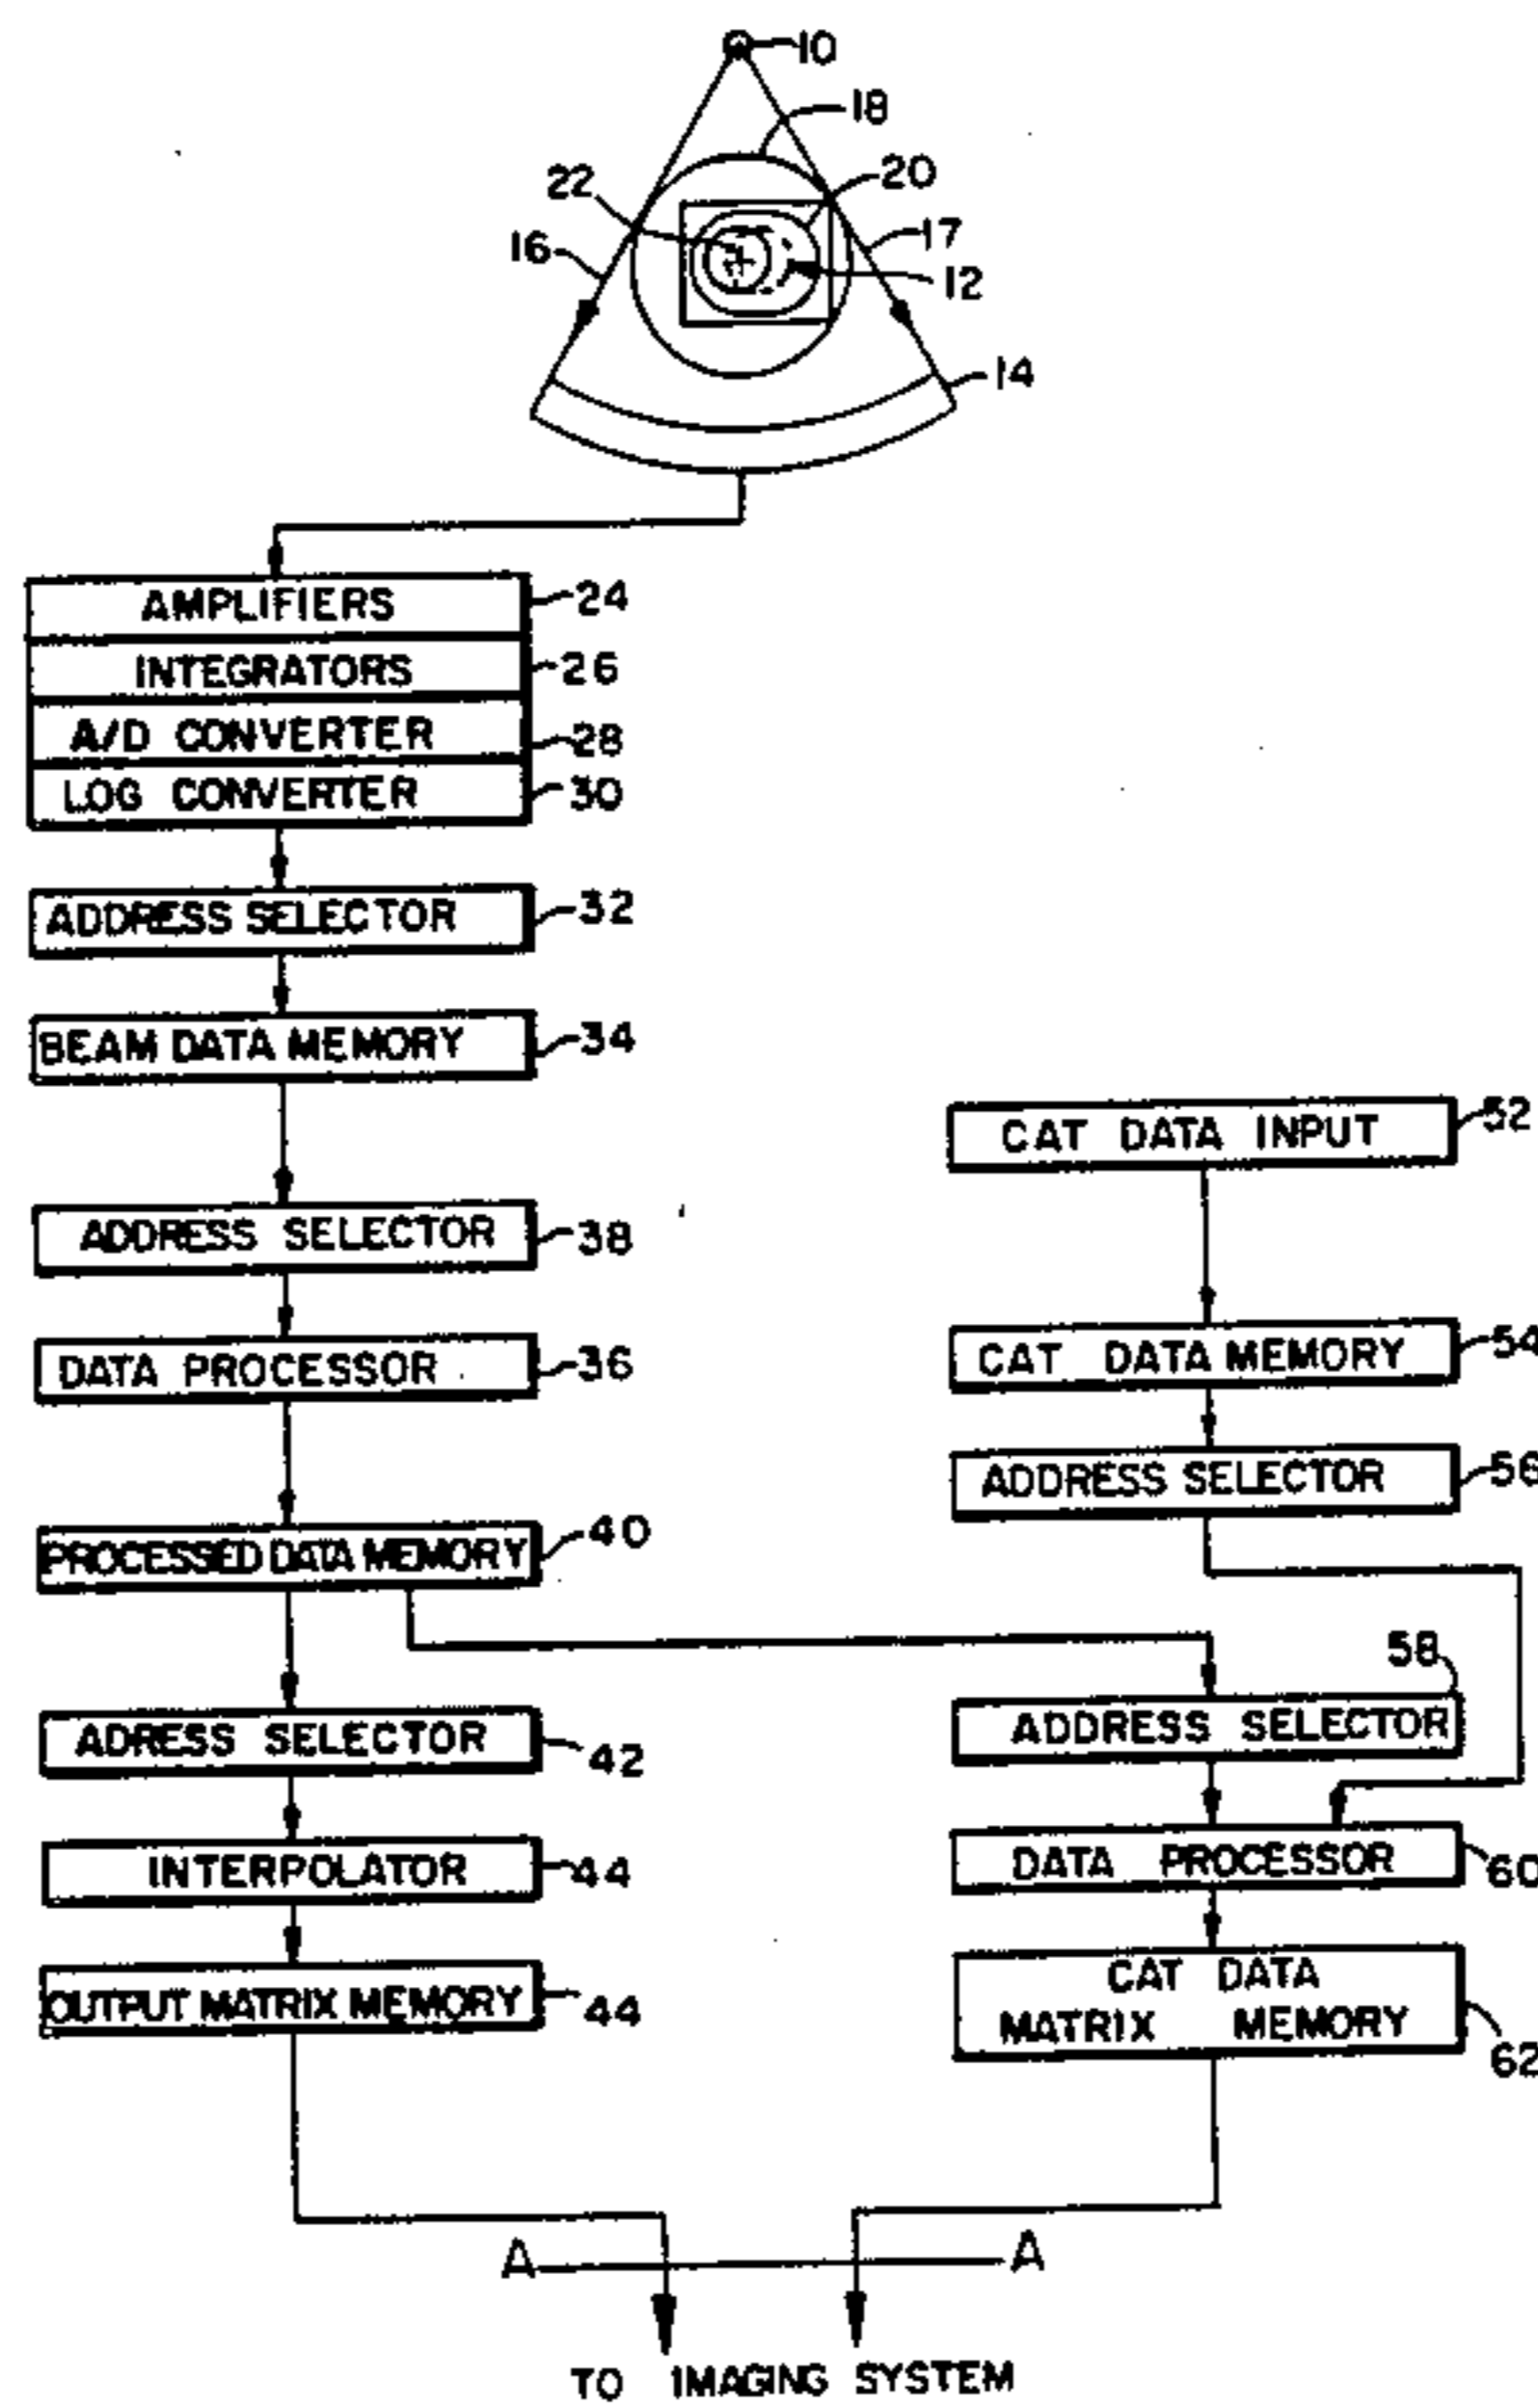 10
18
22
20
16
17
12
14
AMPLIFIERS 24
INTEGRATORS 26
A/D CONVERTER 28
LOG CONVERTER 30
ADDRESS SELECTOR 32
BEAM DATA MEMORY 34
CAT DATA INPUT 52
ADDRESS SELECTOR 38
CAT DATA MEMORY 54
DATA PROCESSOR 36
ADDRESS SELECTOR 56
PROCESSED DATA MEMORY 40
58
ADDRESS SELECTOR
ADRESS SELECTOR 42
DATA PROCESSOR 60
INTERPOLATOR 44
CAT DATA
MATRIX MEMORY 62
OUTPUT MATRIX MEMORY 44
A A
TO IMAGING SYSTEM